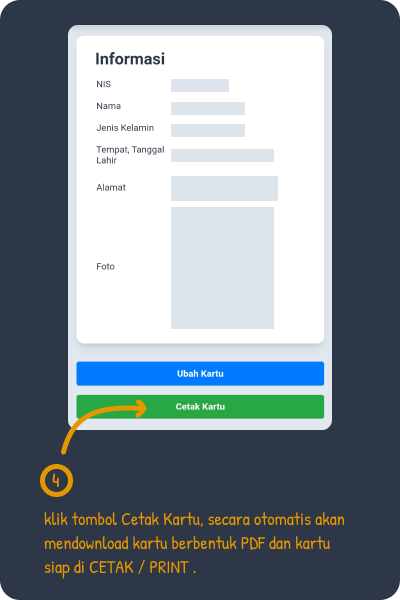 Informasi
NIS
Nama
Jenis Kelamin
Tempat, Tanggal
Lahir
Alamat
Foto
Ubah Kartu
Cetak Kartu
4
klik tombol Cetak Kartu, secara otomatis akan
mendownload kartu berbentuk PDF dan kartu
siap di CETAK / PRINT .